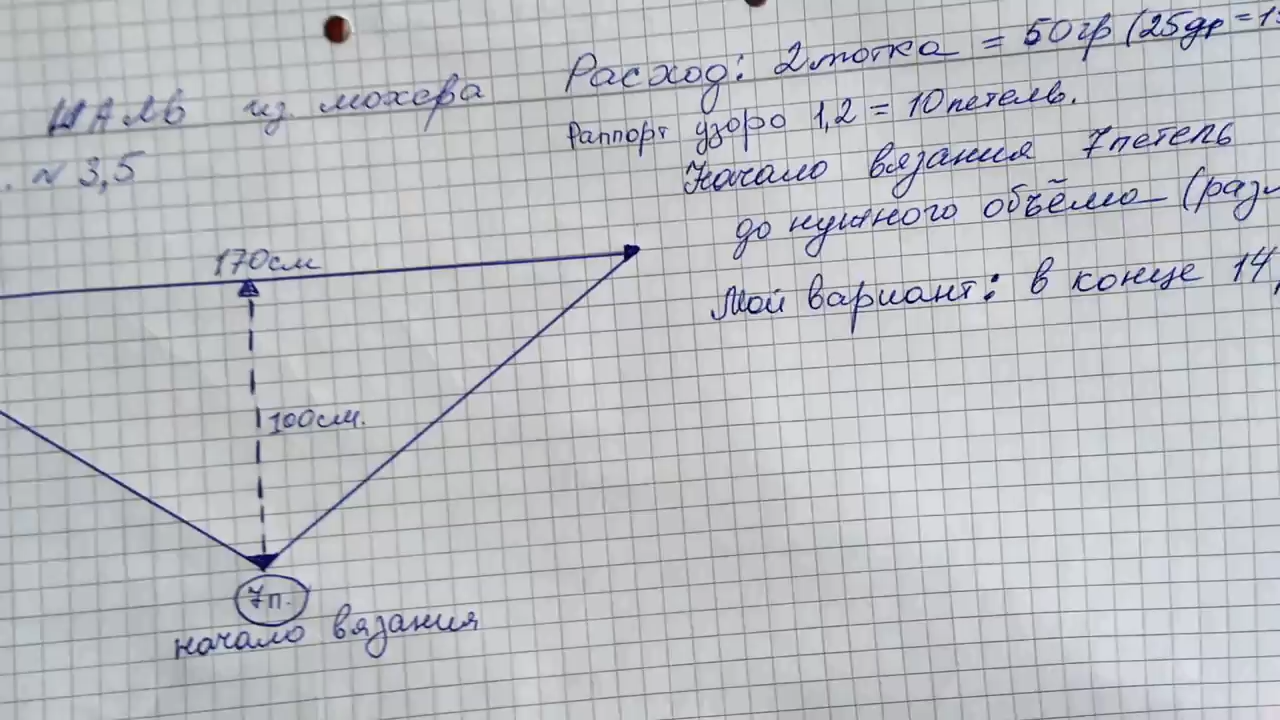 ШАЛЬ из мохера
. № 3,5
Расход: 2 мотка = 50 гр (25 гр = 1
Раппорт узора 1,2 = 10 петель.
Начало вязания 7 петель
до нужного объёма (раз
Мой вариант: в конце 14
170 см
100 см.
7п.
начало вязания